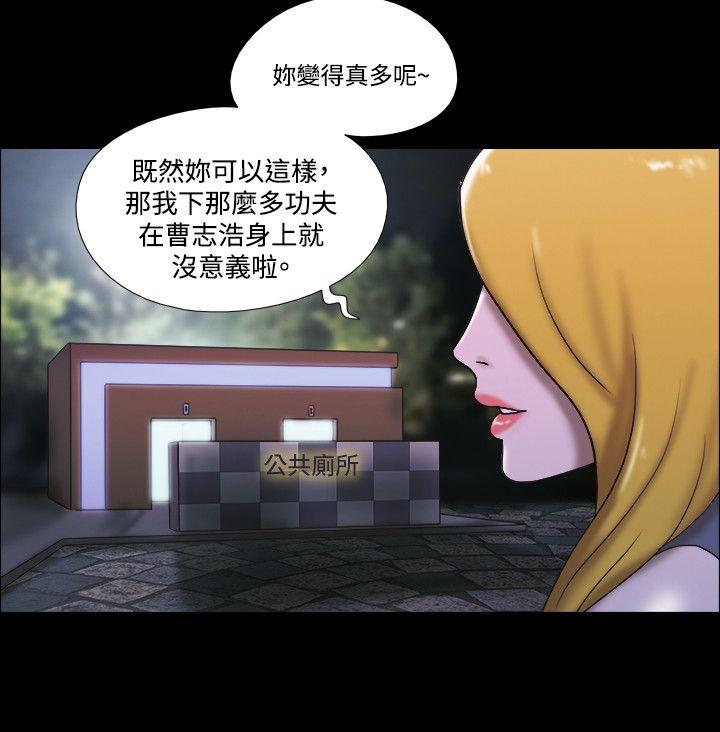 妳變得真多呢~
既然妳可以這樣，
那我下那麼多功夫
在曹志浩身上就
沒意義啦。
公共廁所